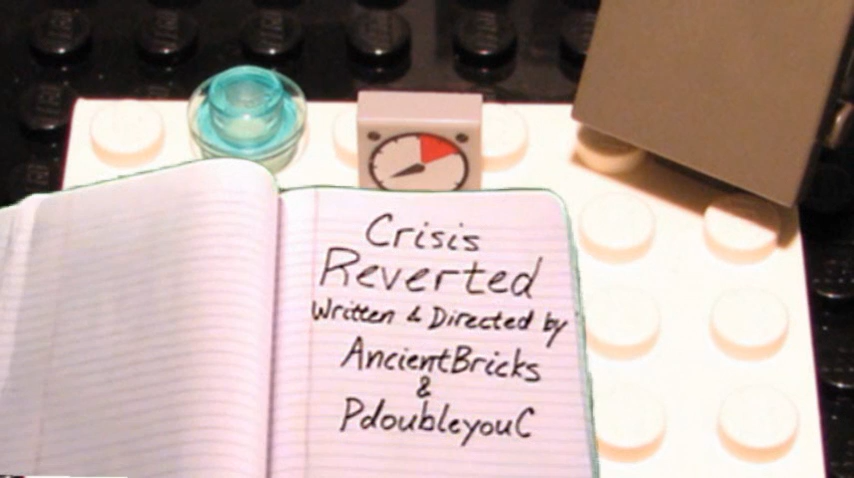 Crisis
Reverted
Written & Directed by
AncientBricks
&
PdoubleyouC